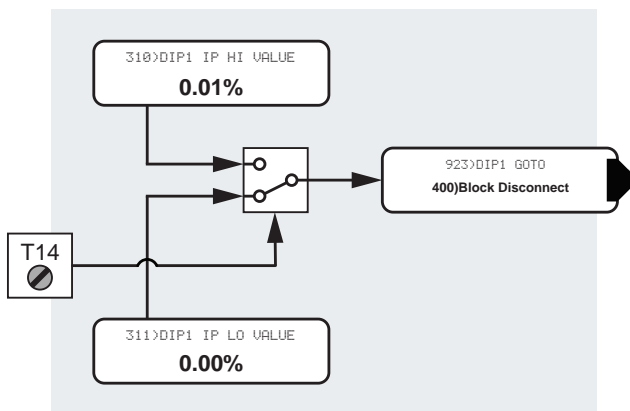 310)DIP1 IP HI VALUE
0.01%
923)DIP1 GOTO
400)Block Disconnect
T14
311)DIP1 IP LO VALUE
0.00%